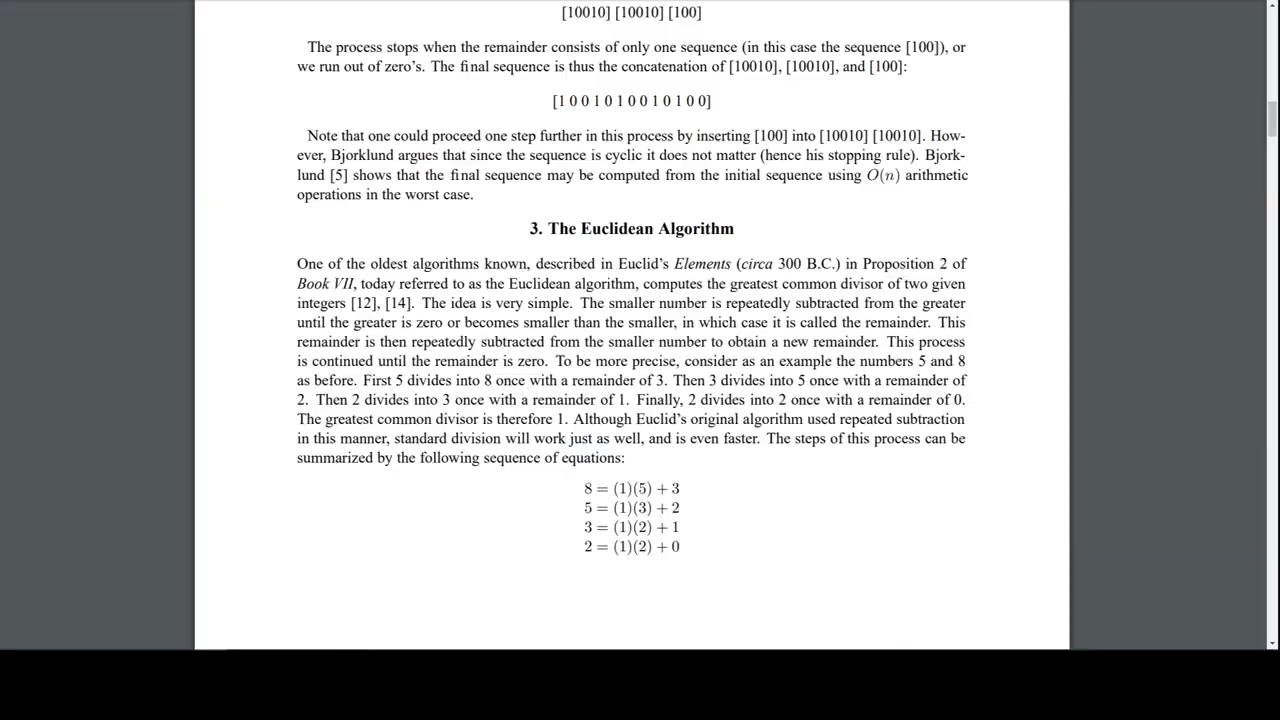 [10010] [10010] [100]
The process stops when the remainder consists of only one sequence (in this case the sequence [100]), or
we run out of zero's. The final sequence is thus the concatenation of [10010], [10010], and [100]:
[1 0 0 1 0 1 0 0 1 0 1 0 0]
Note that one could proceed one step further in this process by inserting [100] into [10010] [10010]. How-
ever, Bjorklund argues that since the sequence is cyclic it does not matter (hence his stopping rule). Bjork-
lund [5] shows that the final sequence may be computed from the initial sequence using O(n) arithmetic
operations in the worst case.
3. The Euclidean Algorithm
One of the oldest algorithms known, described in Euclid's Elements (circa 300 B.C.) in Proposition 2 of
Book VII, today referred to as the Euclidean algorithm, computes the greatest common divisor of two given
integers [12], [14]. The idea is very simple. The smaller number is repeatedly subtracted from the greater
until the greater is zero or becomes smaller than the smaller, in which case it is called the remainder. This
remainder is then repeatedly subtracted from the smaller number to obtain a new remainder. This process
is continued until the remainder is zero. To be more precise, consider as an example the numbers 5 and 8
as before. First 5 divides into 8 once with a remainder of 3. Then 3 divides into 5 once with a remainder of
2. Then 2 divides into 3 once with a remainder of 1. Finally, 2 divides into 2 once with a remainder of 0.
The greatest common divisor is therefore 1. Although Euclid's original algorithm used repeated subtraction
in this manner, standard division will work just as well, and is even faster. The steps of this process can be
summarized by the following sequence of equations:
8 = (1)(5) + 3
5 = (1)(3) + 2
3 = (1)(2) + 1
2 = (1)(2) + 0